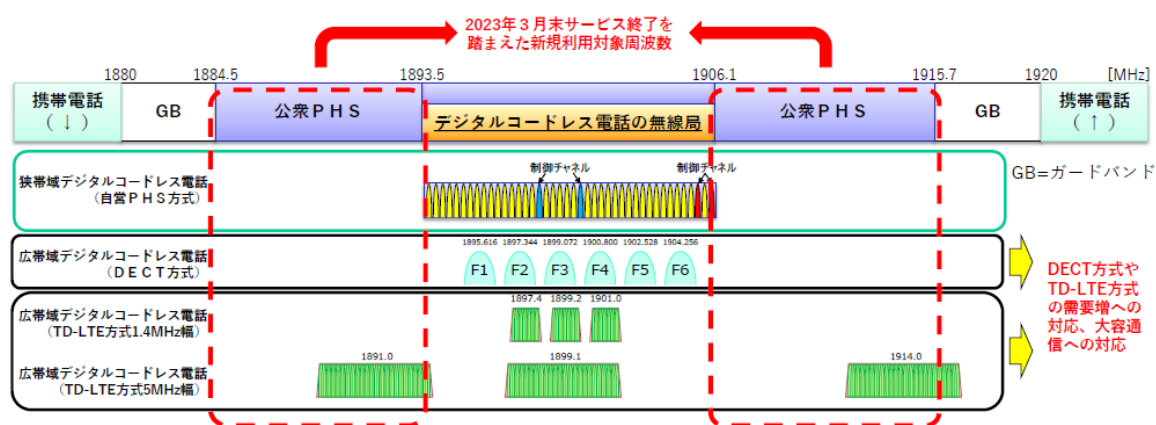 2023年３月末サービス終了を
踏まえた新規利用対象周波数
1880 1884.5 1893.5 1906.1 1915.7 1920 [MHz]
携帯電話
（↓）
GB
公衆ＰＨＳ
デジタルコードレス電話の無線局
公衆ＰＨＳ
GB
携帯電話
（↑）
GB=ガードバンド
狭帯域デジタルコードレス電話
（自営PHS方式）
制御チャネル 制御チャネル
広帯域デジタルコードレス電話
（ＤＥＣＴ方式）
1895.616 1897.344 1899.072 1900.800 1902.528 1904.256
F1 F2 F3 F4 F5 F6
広帯域デジタルコードレス電話
（TD-LTE方式1.4MHz幅）
1897.4 1899.2 1901.0
広帯域デジタルコードレス電話
（TD-LTE方式5MHz幅）
1891.0 1899.1 1914.0
DECT方式や
TD-LTE方式
の需要増への
対応、大容通
信への対応